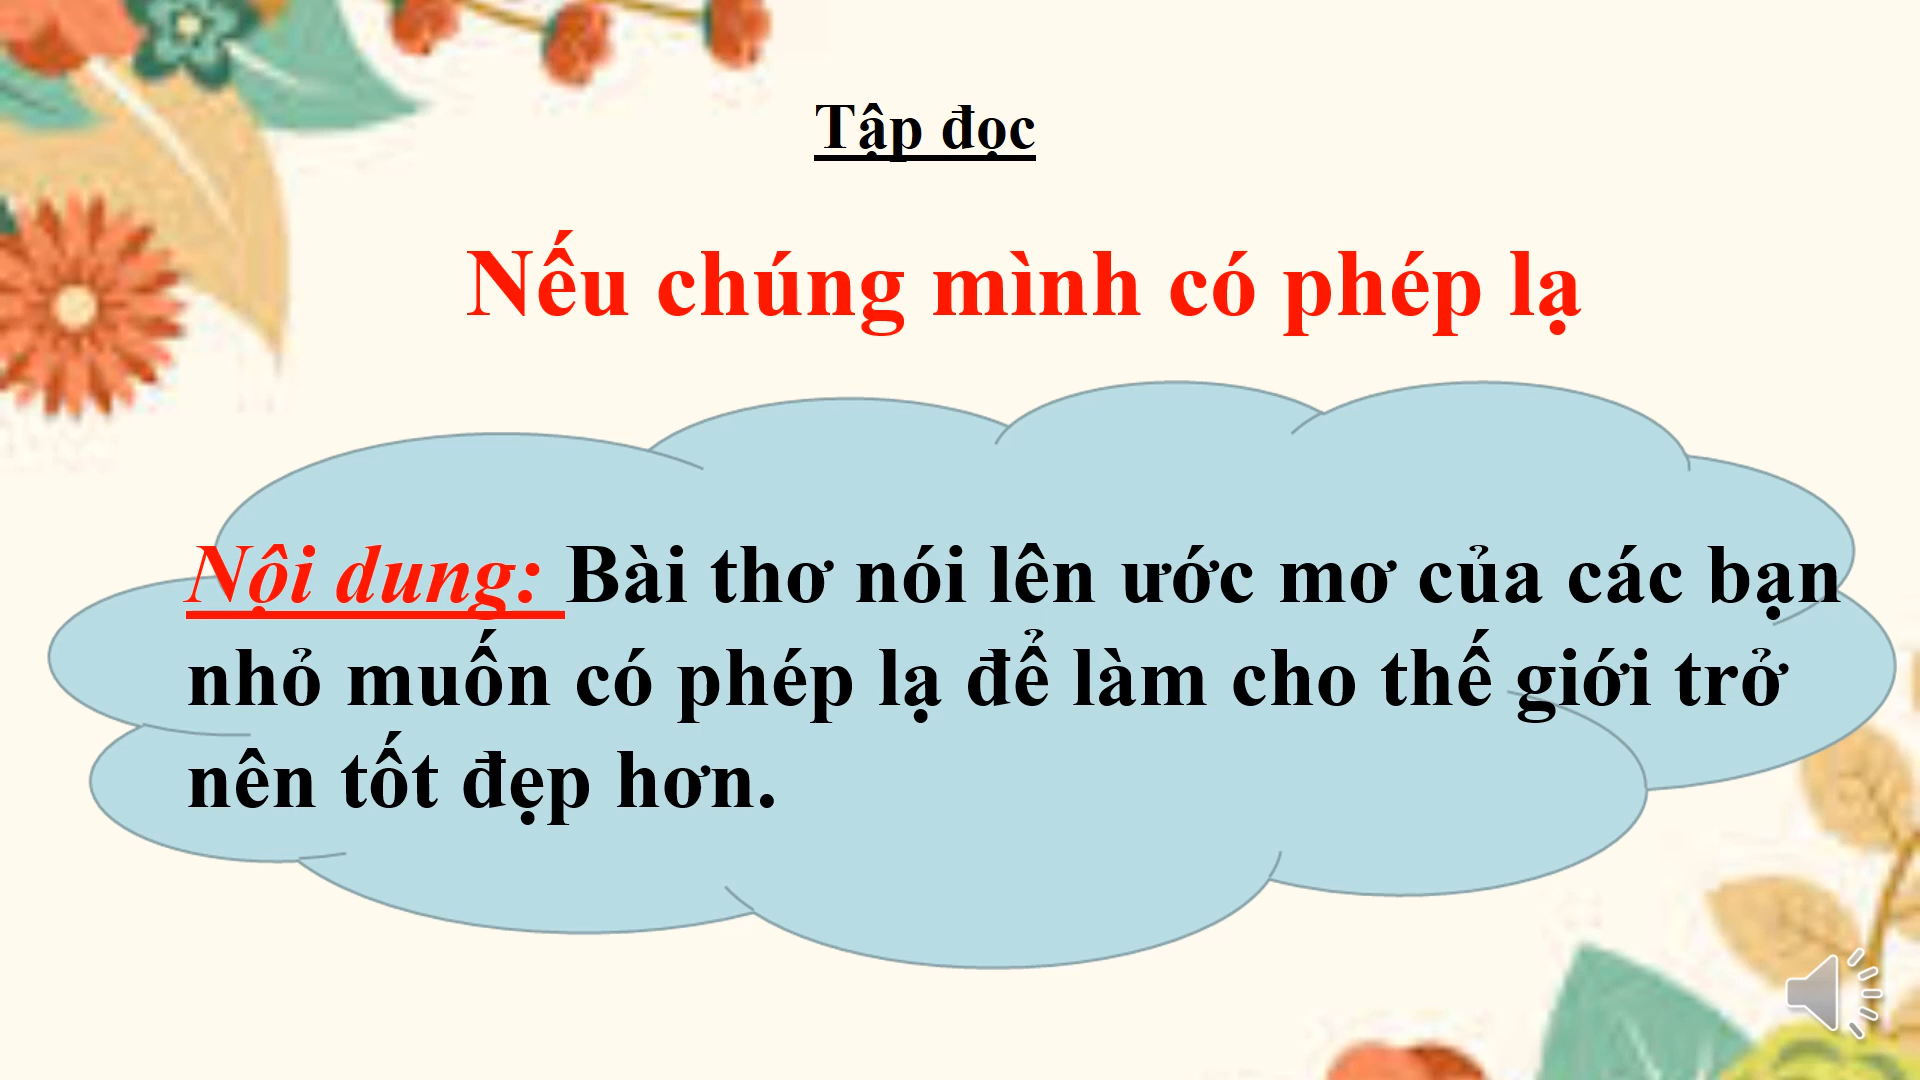 Tập đọc
Nếu chúng mình có phép lạ
Nội dung: Bài thơ nói lên ước mơ của các bạn
nhỏ muốn có phép lạ để làm cho thế giới trở
nên tốt đẹp hơn.